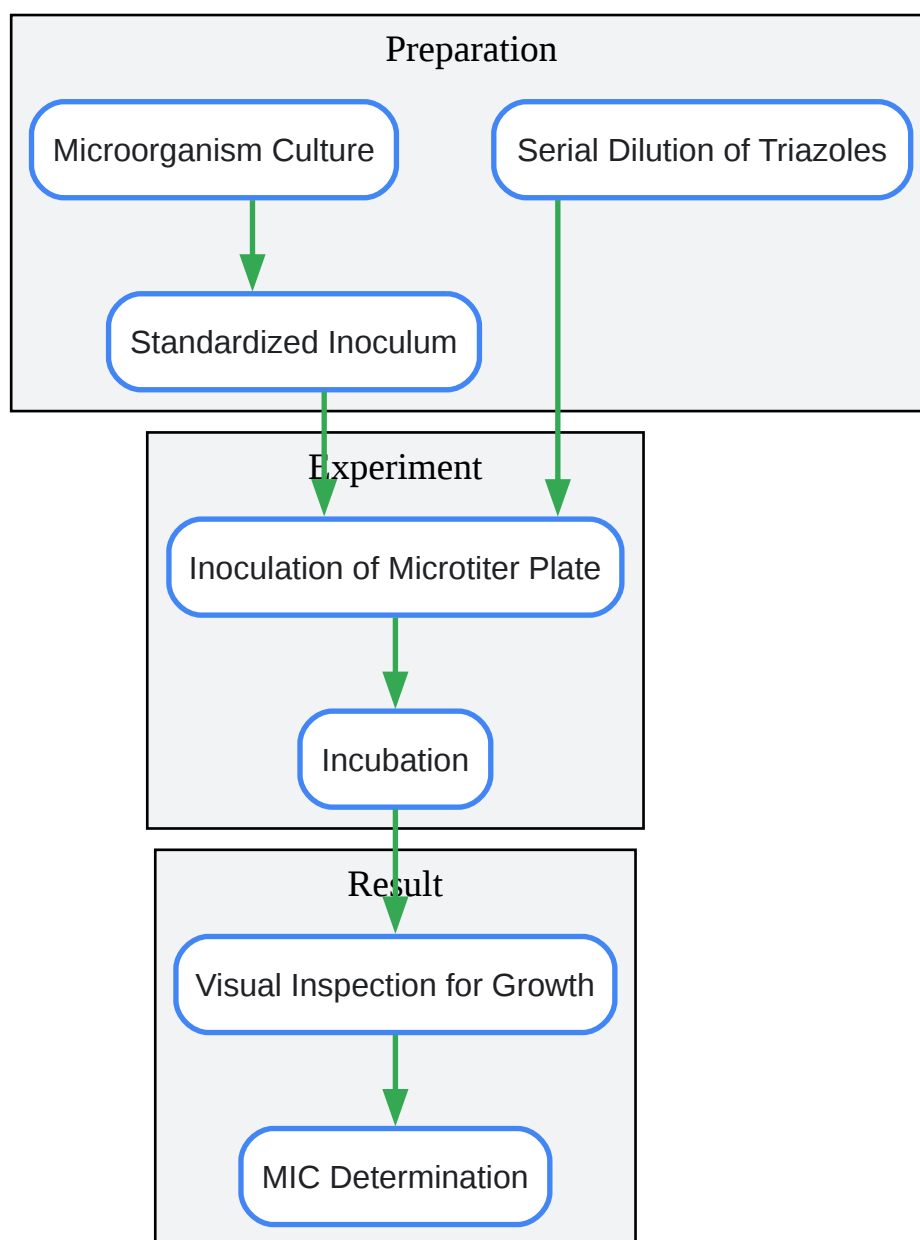 Preparation
Microorganism Culture
Serial Dilution of Triazoles
Standardized Inoculum
Experiment
Inoculation of Microtiter Plate
Incubation
Result
Visual Inspection for Growth
MIC Determination